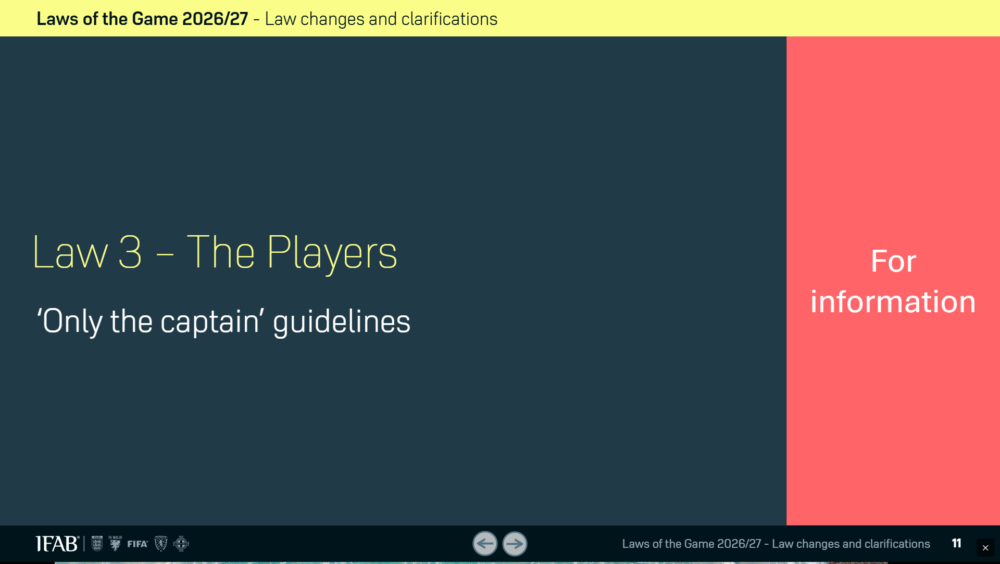 Laws of the Game 2026/27 - Law changes and clarifications
Law 3 – The Players
‘Only the captain’ guidelines
For
information
IFAB
FA WALES
FIFA
Laws of the Game 2026/27 - Law changes and clarifications
11